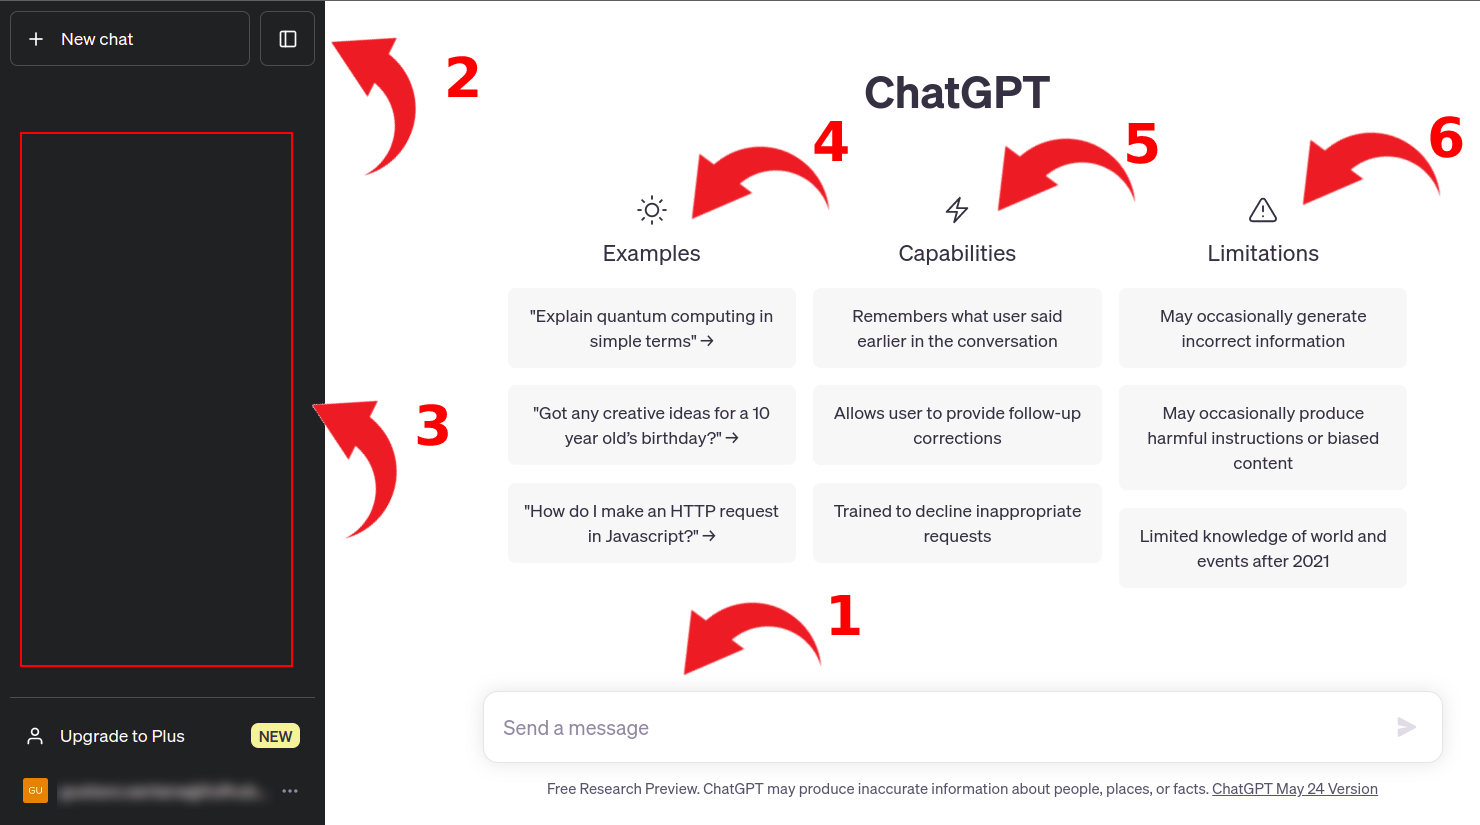 New chat
2
ChatGPT
4
5
6
Examples
"Explain quantum computing in
simple terms" →
"Got any creative ideas for a 10
year old’s birthday?" →
"How do I make an HTTP request
in Javascript?" →
Capabilities
Remembers what user said
earlier in the conversation
Allows user to provide follow-up
corrections
Trained to decline inappropriate
requests
Limitations
May occasionally generate
incorrect information
May occasionally produce
harmful instructions or biased
content
Limited knowledge of world and
events after 2021
3
1
Send a message
Free Research Preview. ChatGPT may produce inaccurate information about people, places, or facts. ChatGPT May 24 Version
Upgrade to Plus NEW
GU